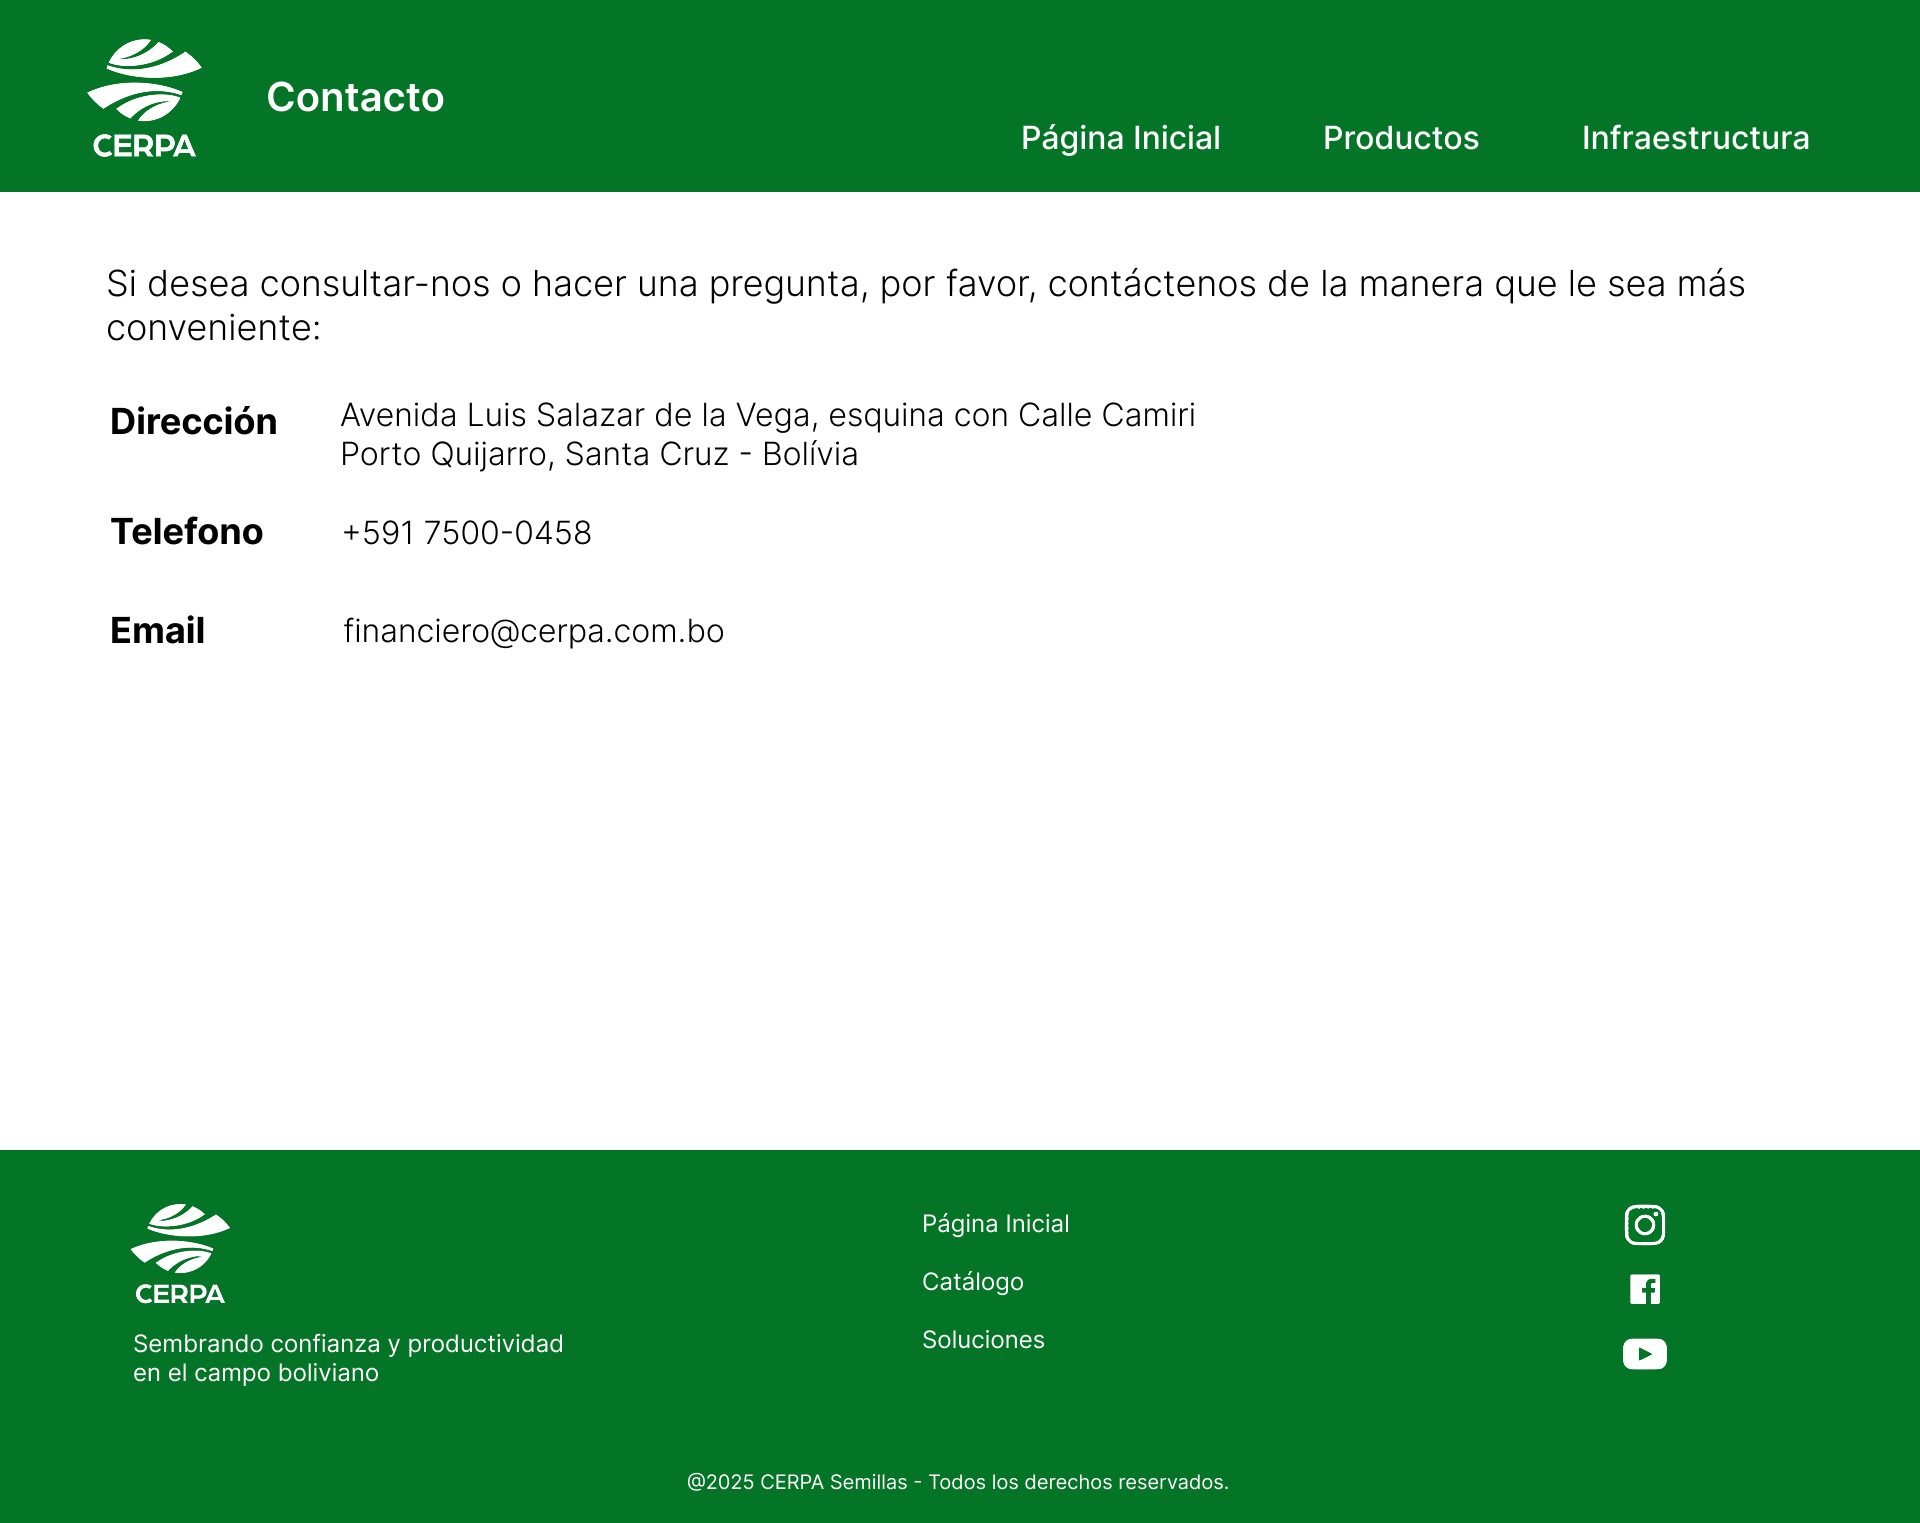 CERPA
Contacto
Página Inicial
Productos
Infraestructura
Si desea consultar-nos o hacer una pregunta, por favor, contáctenos de la manera que le sea más
conveniente:
Dirección
Avenida Luis Salazar de la Vega, esquina con Calle Camiri
Porto Quijarro, Santa Cruz - Bolívia
Telefono
+591 7500-0458
Email
financiero@cerpa.com.bo
CERPA
Sembrando confianza y productividad
en el campo boliviano
Página Inicial
Catálogo
Soluciones
@2025 CERPA Semillas - Todos los derechos reservados.